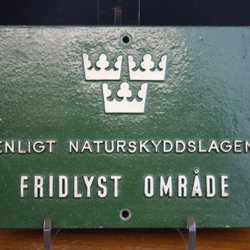 ENLIGT NATURSKYDDSLAGEN
FRIDLYST OMRÅDE